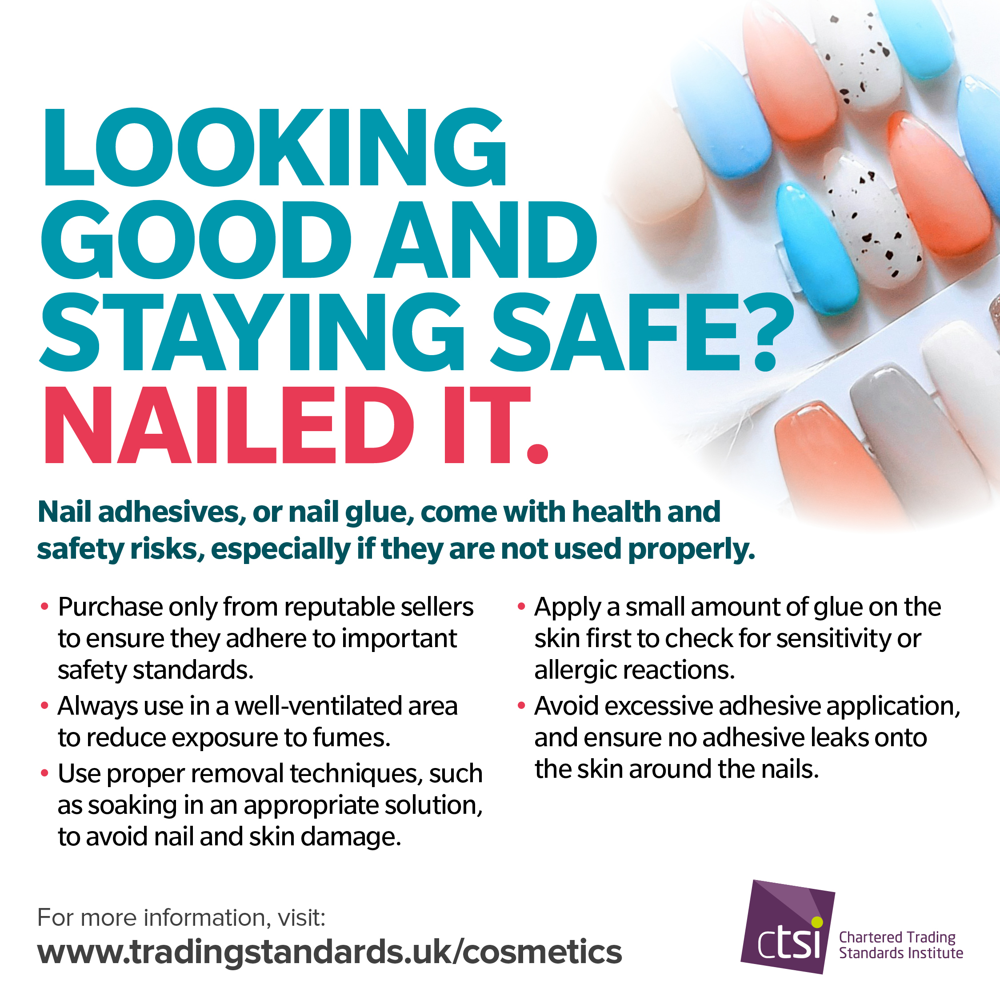 LOOKING
GOOD AND
STAYING SAFE?
NAILED IT.
Nail adhesives, or nail glue, come with health and
safety risks, especially if they are not used properly.
• Purchase only from reputable sellers
to ensure they adhere to important
safety standards.
• Always use in a well-ventilated area
to reduce exposure to fumes.
• Use proper removal techniques, such
as soaking in an appropriate solution,
to avoid nail and skin damage.
• Apply a small amount of glue on the
skin first to check for sensitivity or
allergic reactions.
• Avoid excessive adhesive application,
and ensure no adhesive leaks onto
the skin around the nails.
For more information, visit:
www.tradingstandards.uk/cosmetics
ctsi
Chartered Trading
Standards Institute